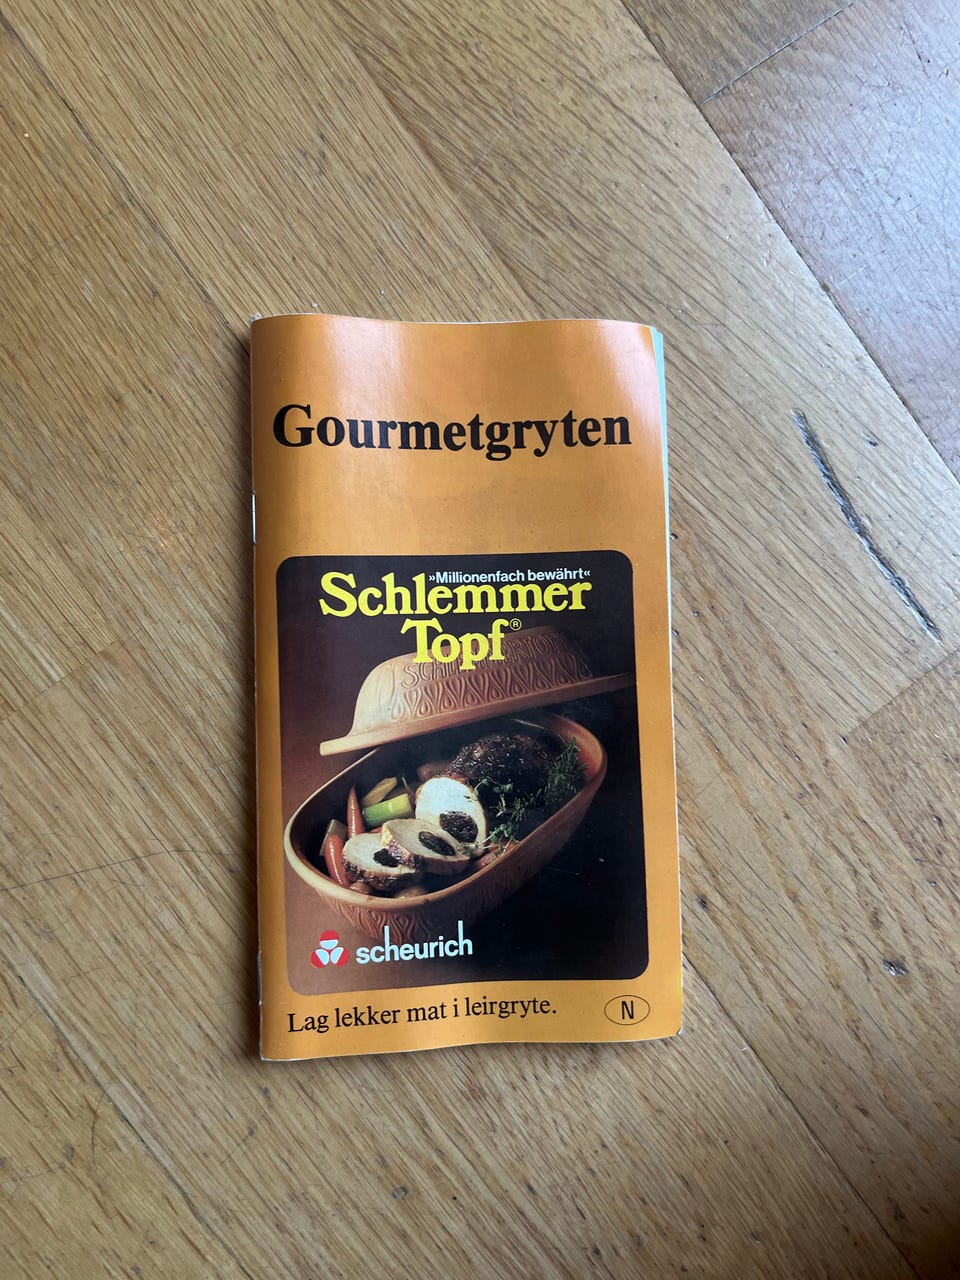 Gourmetgryten
»Millionenfach bewährt«
Schlemmer
Topf®
scheurich
Lag lekker mat i leirgryte.
N